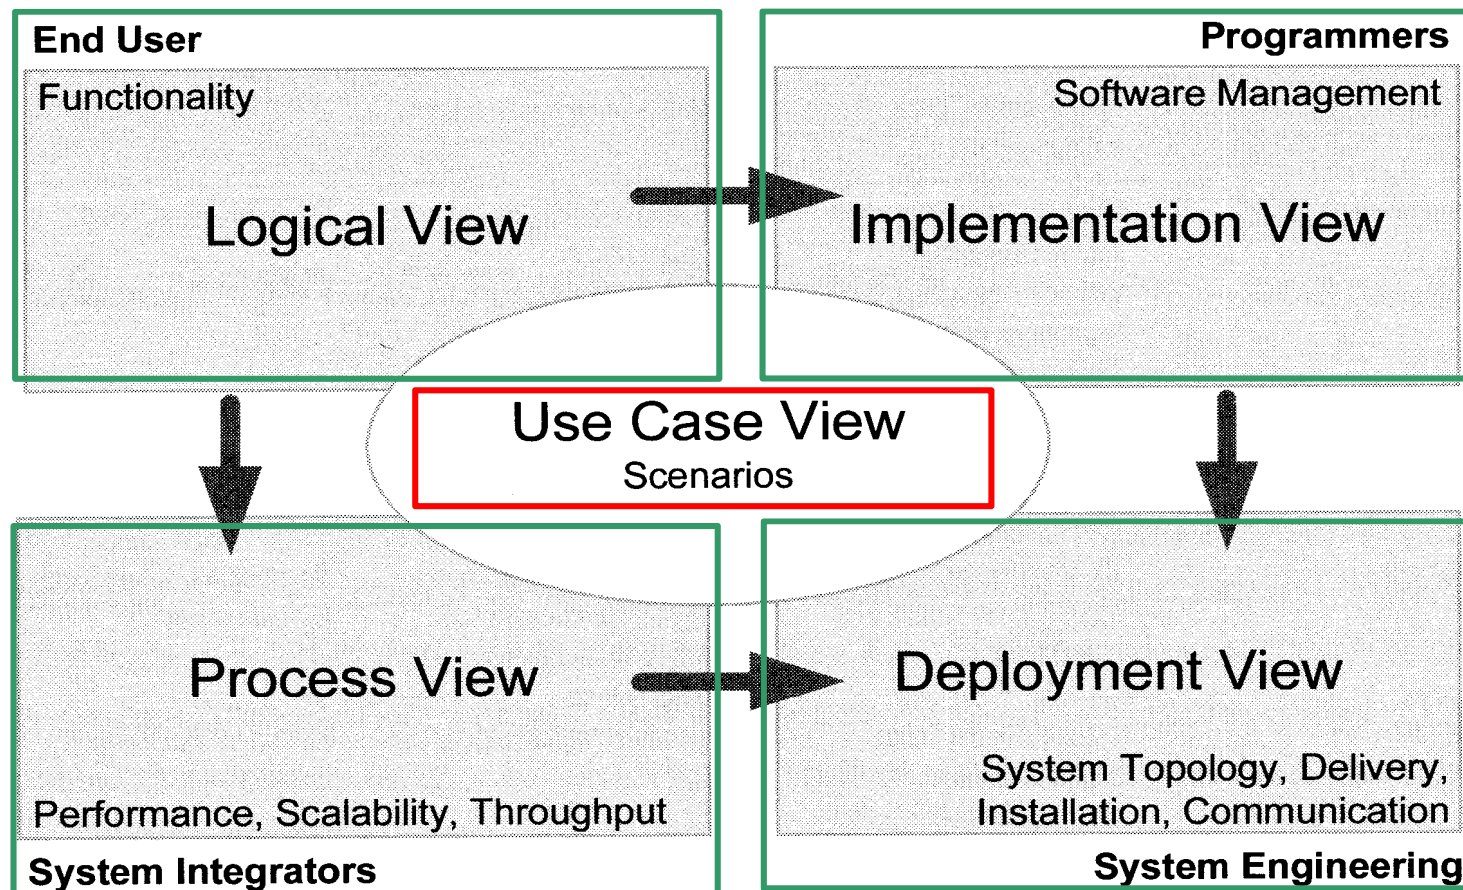 End User
Functionality
Logical View
Programmers
Software Management
Implementation View
Use Case View
Scenarios
Process View
Performance, Scalability, Throughput
System Integrators
Deployment View
System Topology, Delivery,
Installation, Communication
System Engineering